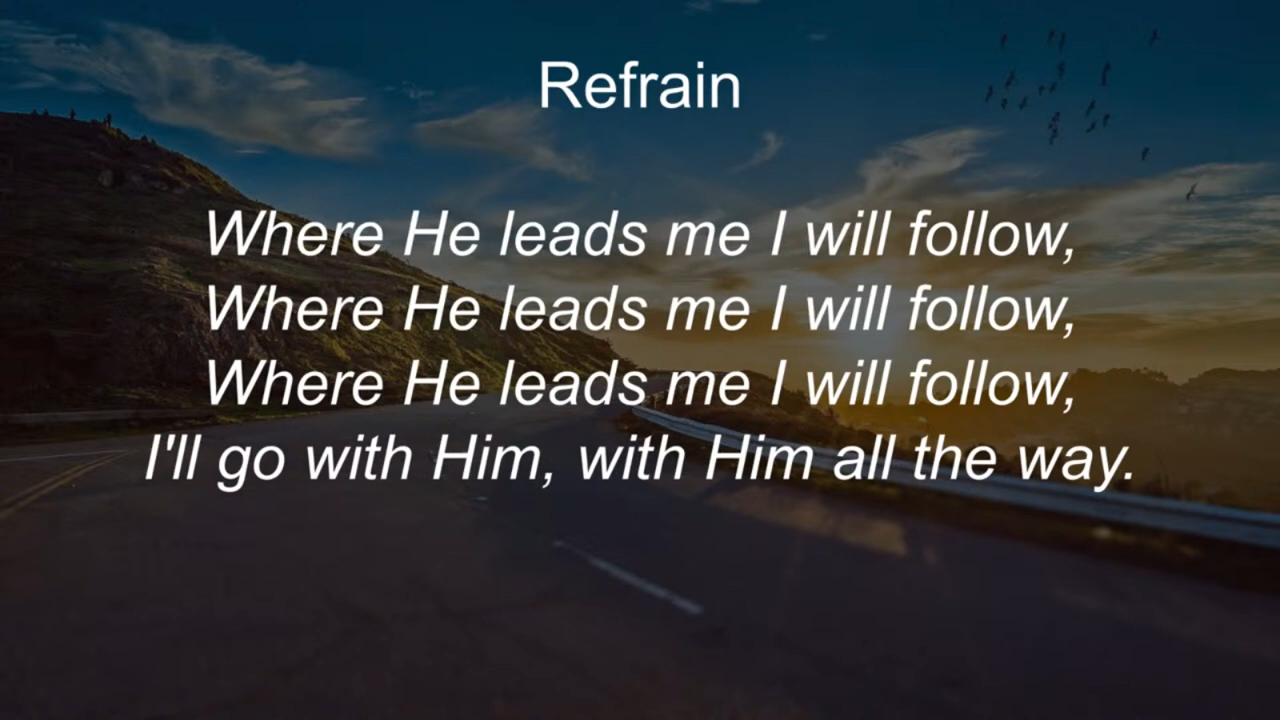 Refrain
Where He leads me I will follow,
Where He leads me I will follow,
Where He leads me I will follow,
I'll go with Him, with Him all the way.